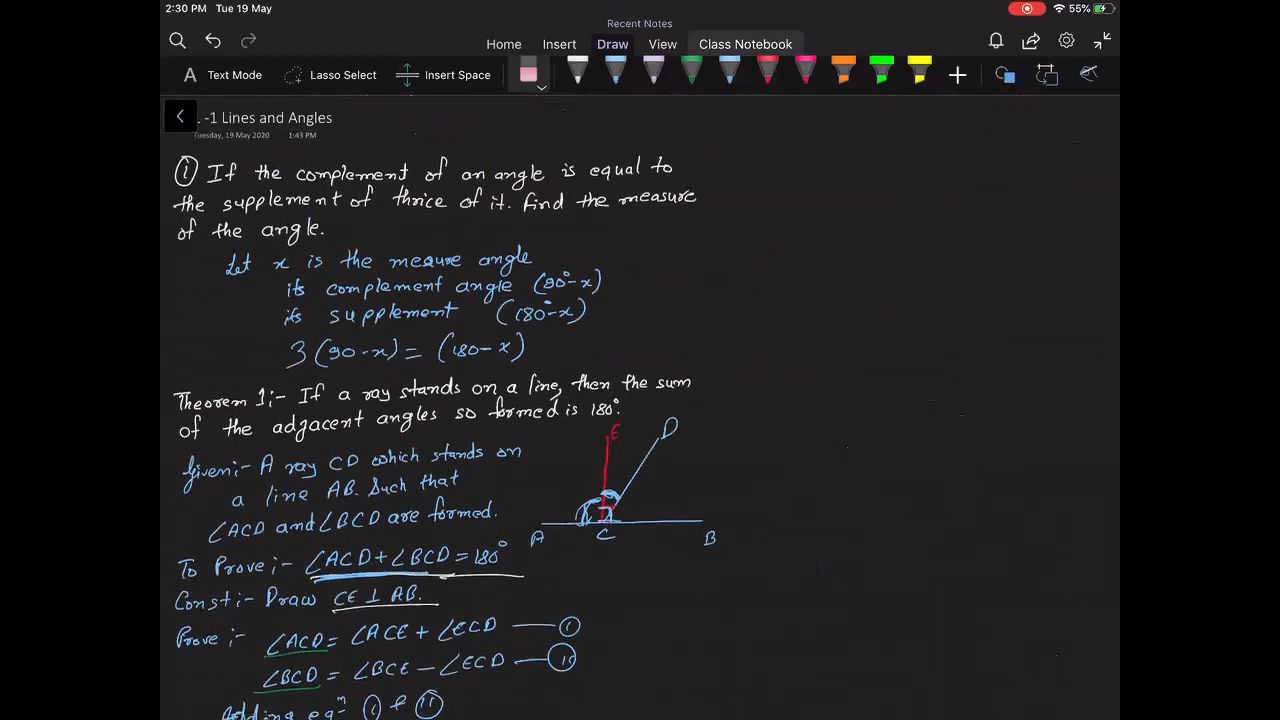 2:30 PM Tue 19 May
55%
Recent Notes
Home Insert Draw View Class Notebook
Text Mode Lasso Select Insert Space
-1 Lines and Angles
Tuesday, 19 May 2020 1:43 PM
① If the complement of an angle is equal to
the supplement of thrice of it. Find the measure
of the angle.
Let x is the meaure angle
its complement angle (90°-x)
its supplement (180°-x)
3(90-x) = (180-x)
Theorem 1:- If a ray stands on a line, then the sum
of the adjacent angles so formed is 180°.
E D
Given:- A ray CD which stands on
a line AB. Such that
∠ACD and ∠BCD are formed.
A C B
To Prove:- ∠ACD+∠BCD=180°
Const:- Draw CE ⊥ AB.
Prove:- ∠ACD = ∠ACE + ∠ECD — ①
∠BCD = ∠BCE - ∠ECD — ⑪
Adding eqⁿ ① & ⑪